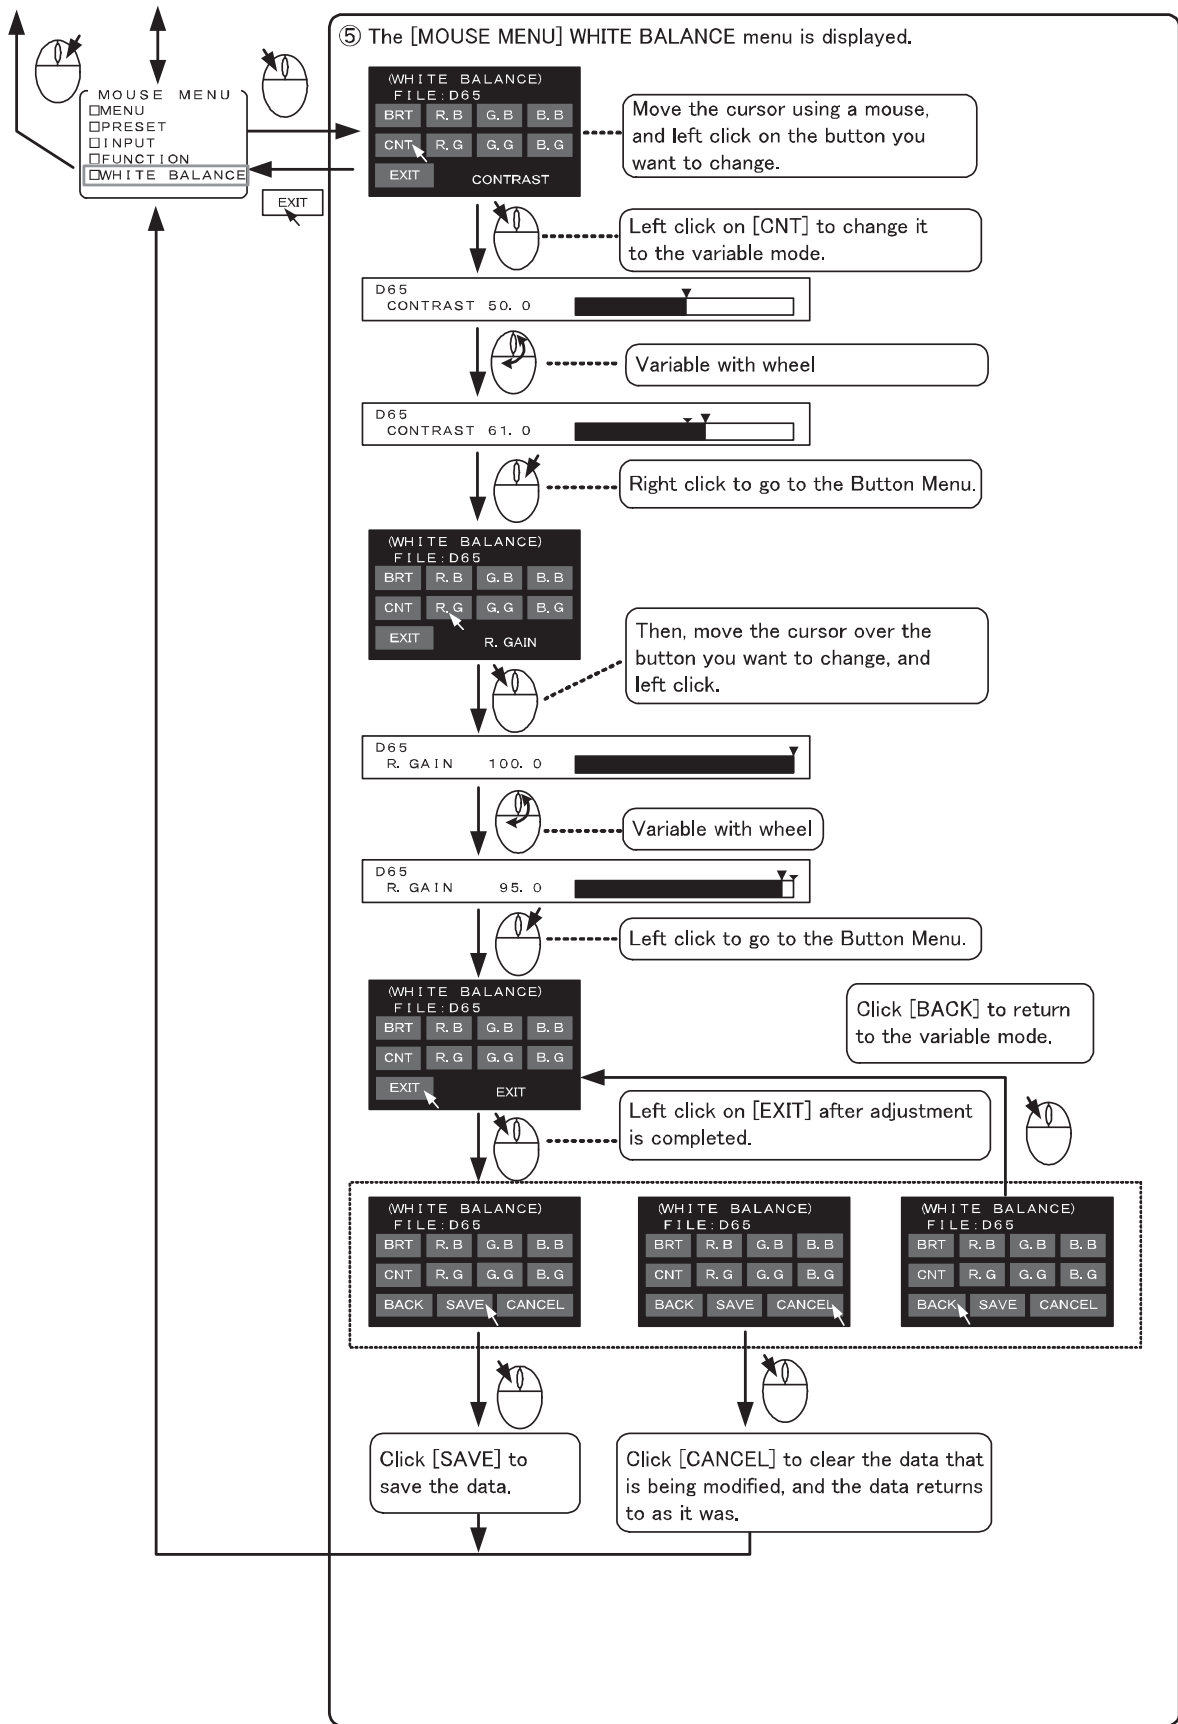 ⑤ The [MOUSE MENU] WHITE BALANCE menu is displayed.
MOUSE MENU
□MENU
□PRESET
□INPUT
□FUNCTION
□WHITE BALANCE
EXIT
(WHITE BALANCE)
FILE:D65
BRT R.B G.B B.B
CNT R.G G.G B.G
EXIT CONTRAST
Move the cursor using a mouse,
and left click on the button you
want to change.
Left click on [CNT] to change it
to the variable mode.
D65
CONTRAST 50.0
Variable with wheel
D65
CONTRAST 61.0
Right click to go to the Button Menu.
(WHITE BALANCE)
FILE:D65
BRT R.B G.B B.B
CNT R.G G.G B.G
EXIT R. GAIN
Then, move the cursor over the
button you want to change, and
left click.
D65
R. GAIN 100.0
Variable with wheel
D65
R. GAIN 95.0
Left click to go to the Button Menu.
(WHITE BALANCE)
FILE:D65
BRT R.B G.B B.B
CNT R.G G.G B.G
EXIT EXIT
Click [BACK] to return
to the variable mode.
Left click on [EXIT] after adjustment
is completed.
(WHITE BALANCE)
FILE:D65
BRT R.B G.B B.B
CNT R.G G.G B.G
BACK SAVE CANCEL
(WHITE BALANCE)
FILE:D65
BRT R.B G.B B.B
CNT R.G G.G B.G
BACK SAVE CANCEL
(WHITE BALANCE)
FILE:D65
BRT R.B G.B B.B
CNT R.G G.G B.G
BACK SAVE CANCEL
Click [SAVE] to
save the data.
Click [CANCEL] to clear the data that
is being modified, and the data returns
to as it was.